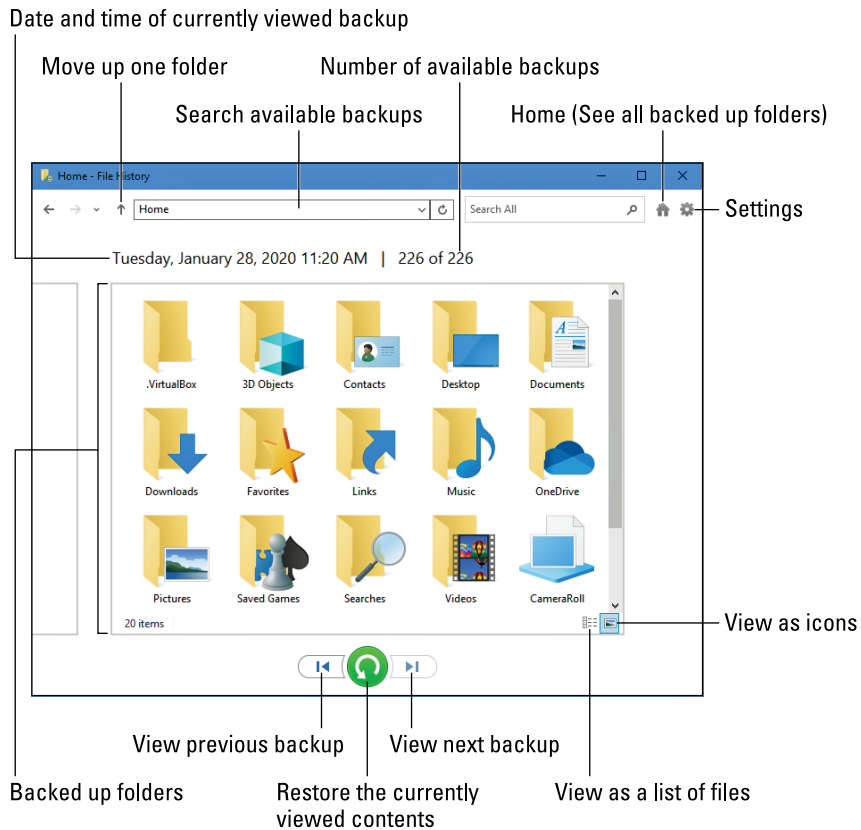 Date and time of currently viewed backup
Move up one folder
Number of available backups
Search available backups
Home (See all backed up folders)
Home - File History
Home
Search All
Settings
Tuesday, January 28, 2020 11:20 AM | 226 of 226
.VirtualBox
3D Objects
Contacts
Desktop
Documents
Downloads
Favorites
Links
Music
OneDrive
Pictures
Saved Games
Searches
Videos
CameraRoll
20 items
View as icons
View previous backup
View next backup
Backed up folders
Restore the currently
viewed contents
View as a list of files